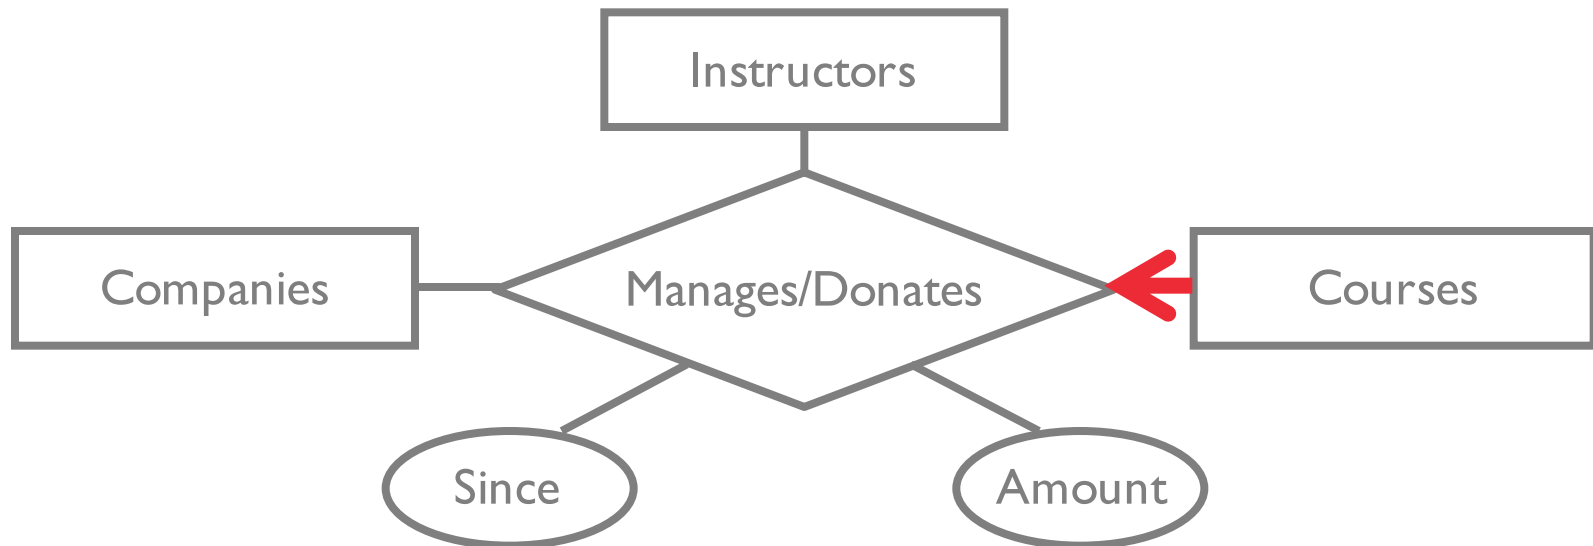 Instructors
Companies
Manages/Donates
Courses
Since
Amount